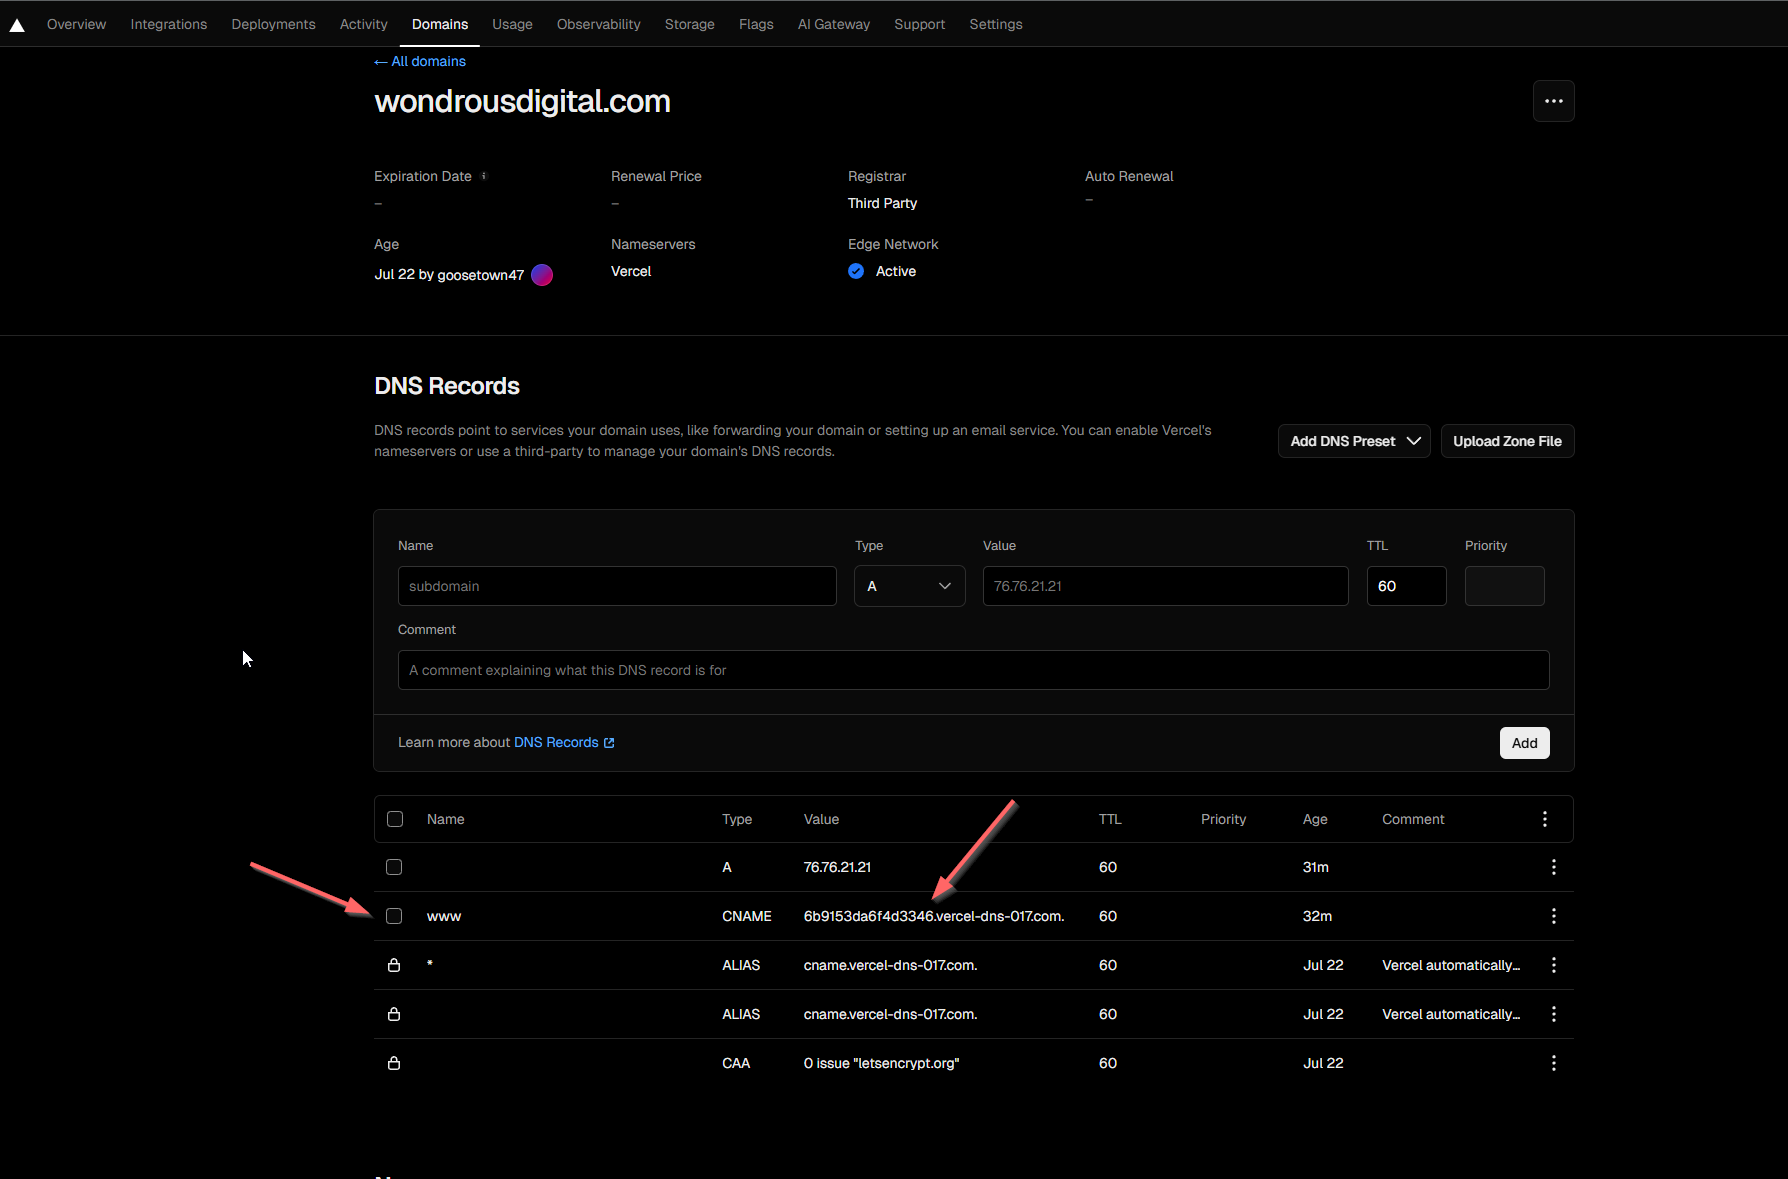 Overview Integrations Deployments Activity Domains Usage Observability Storage Flags AI Gateway Support Settings
← All domains
wondrousdigital.com
Expiration Date Renewal Price Registrar Auto Renewal
– – Third Party –
Age Nameservers Edge Network
Jul 22 by goosetown47 Vercel Active
DNS Records
DNS records point to services your domain uses, like forwarding your domain or setting up an email service. You can enable Vercel's
nameservers or use a third-party to manage your domain's DNS records.
Add DNS Preset Upload Zone File
Name Type Value TTL Priority
subdomain A 76.76.21.21 60
Comment
A comment explaining what this DNS record is for
Learn more about DNS Records Add
Name Type Value TTL Priority Age Comment
A 76.76.21.21 60 31m
www CNAME 6b9153da6f4d3346.vercel-dns-017.com. 60 32m
* ALIAS cname.vercel-dns-017.com. 60 Jul 22 Vercel automatically...
ALIAS cname.vercel-dns-017.com. 60 Jul 22 Vercel automatically...
CAA 0 issue "letsencrypt.org" 60 Jul 22